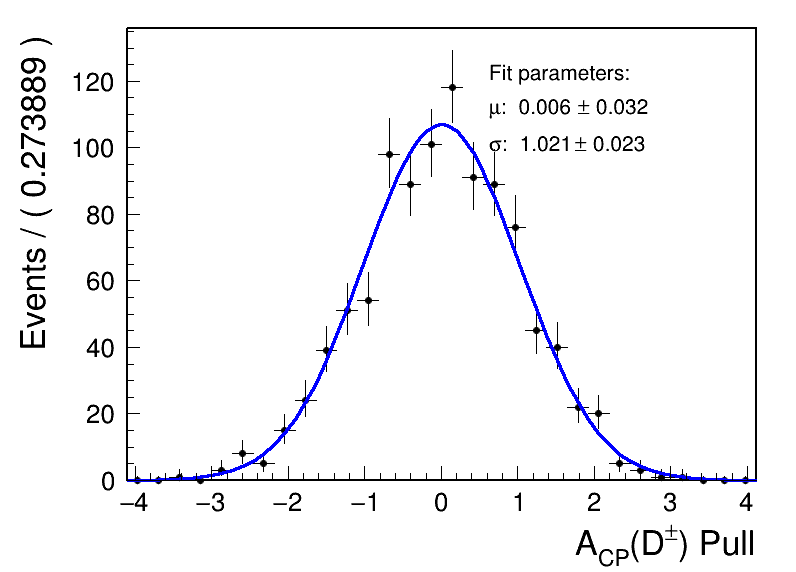 Events / ( 0.273889 )
120
100
80
60
40
20
0
Fit parameters:
μ: 0.006 ± 0.032
σ: 1.021 ± 0.023
−4 −3 −2 −1 0 1 2 3 4
A_CP(D^±) Pull